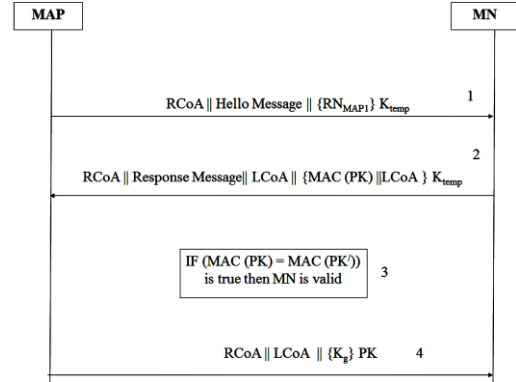 MAP MN
1
RCoA || Hello Message || {RN_MAP1} K_temp
2
RCoA || Response Message|| LCoA || {MAC (PK) ||LCoA } K_temp
IF (MAC (PK) = MAC (PK/))
is true then MN is valid
3
RCoA || LCoA || {K_g} PK 4